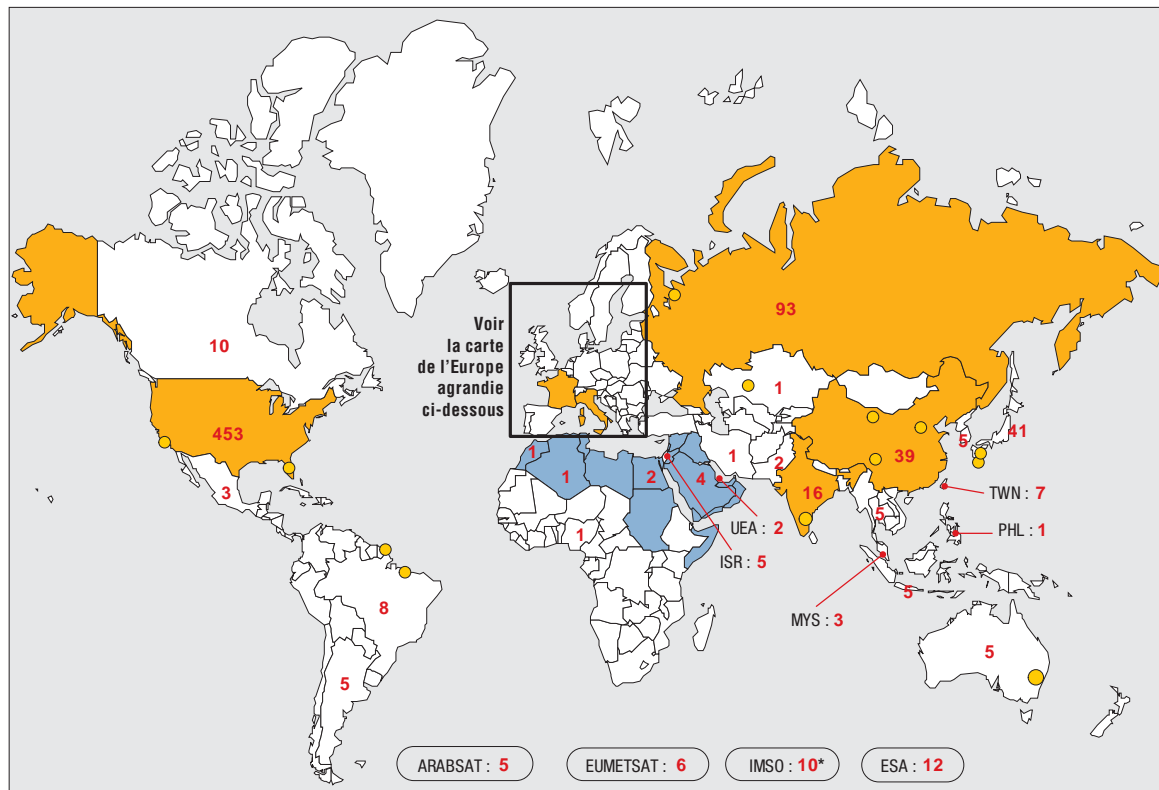 93
Voir
la carte
de l’Europe
agrandie
ci-dessous
10
1
453
5
41
1
1
2
39
1
2
4
16
3
TWN : 7
5
UEA : 2
PHL : 1
1
ISR : 5
8
5
MYS : 3
5
5
ARABSAT : 5
EUMETSAT : 6
IMSO : 10*
ESA : 12